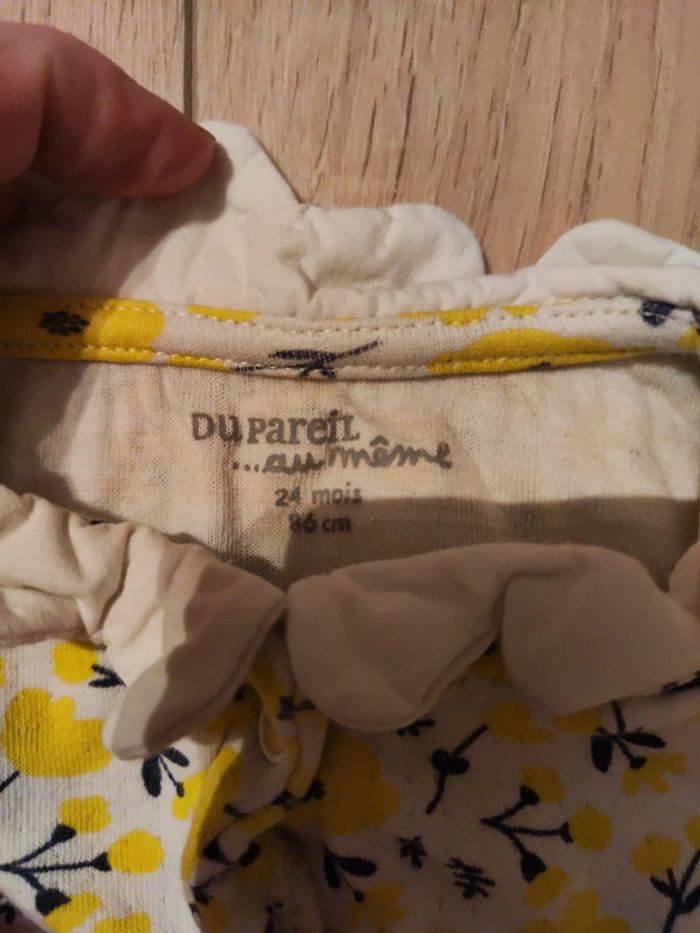 DU PAREIL
...au même
24 mois
86 cm